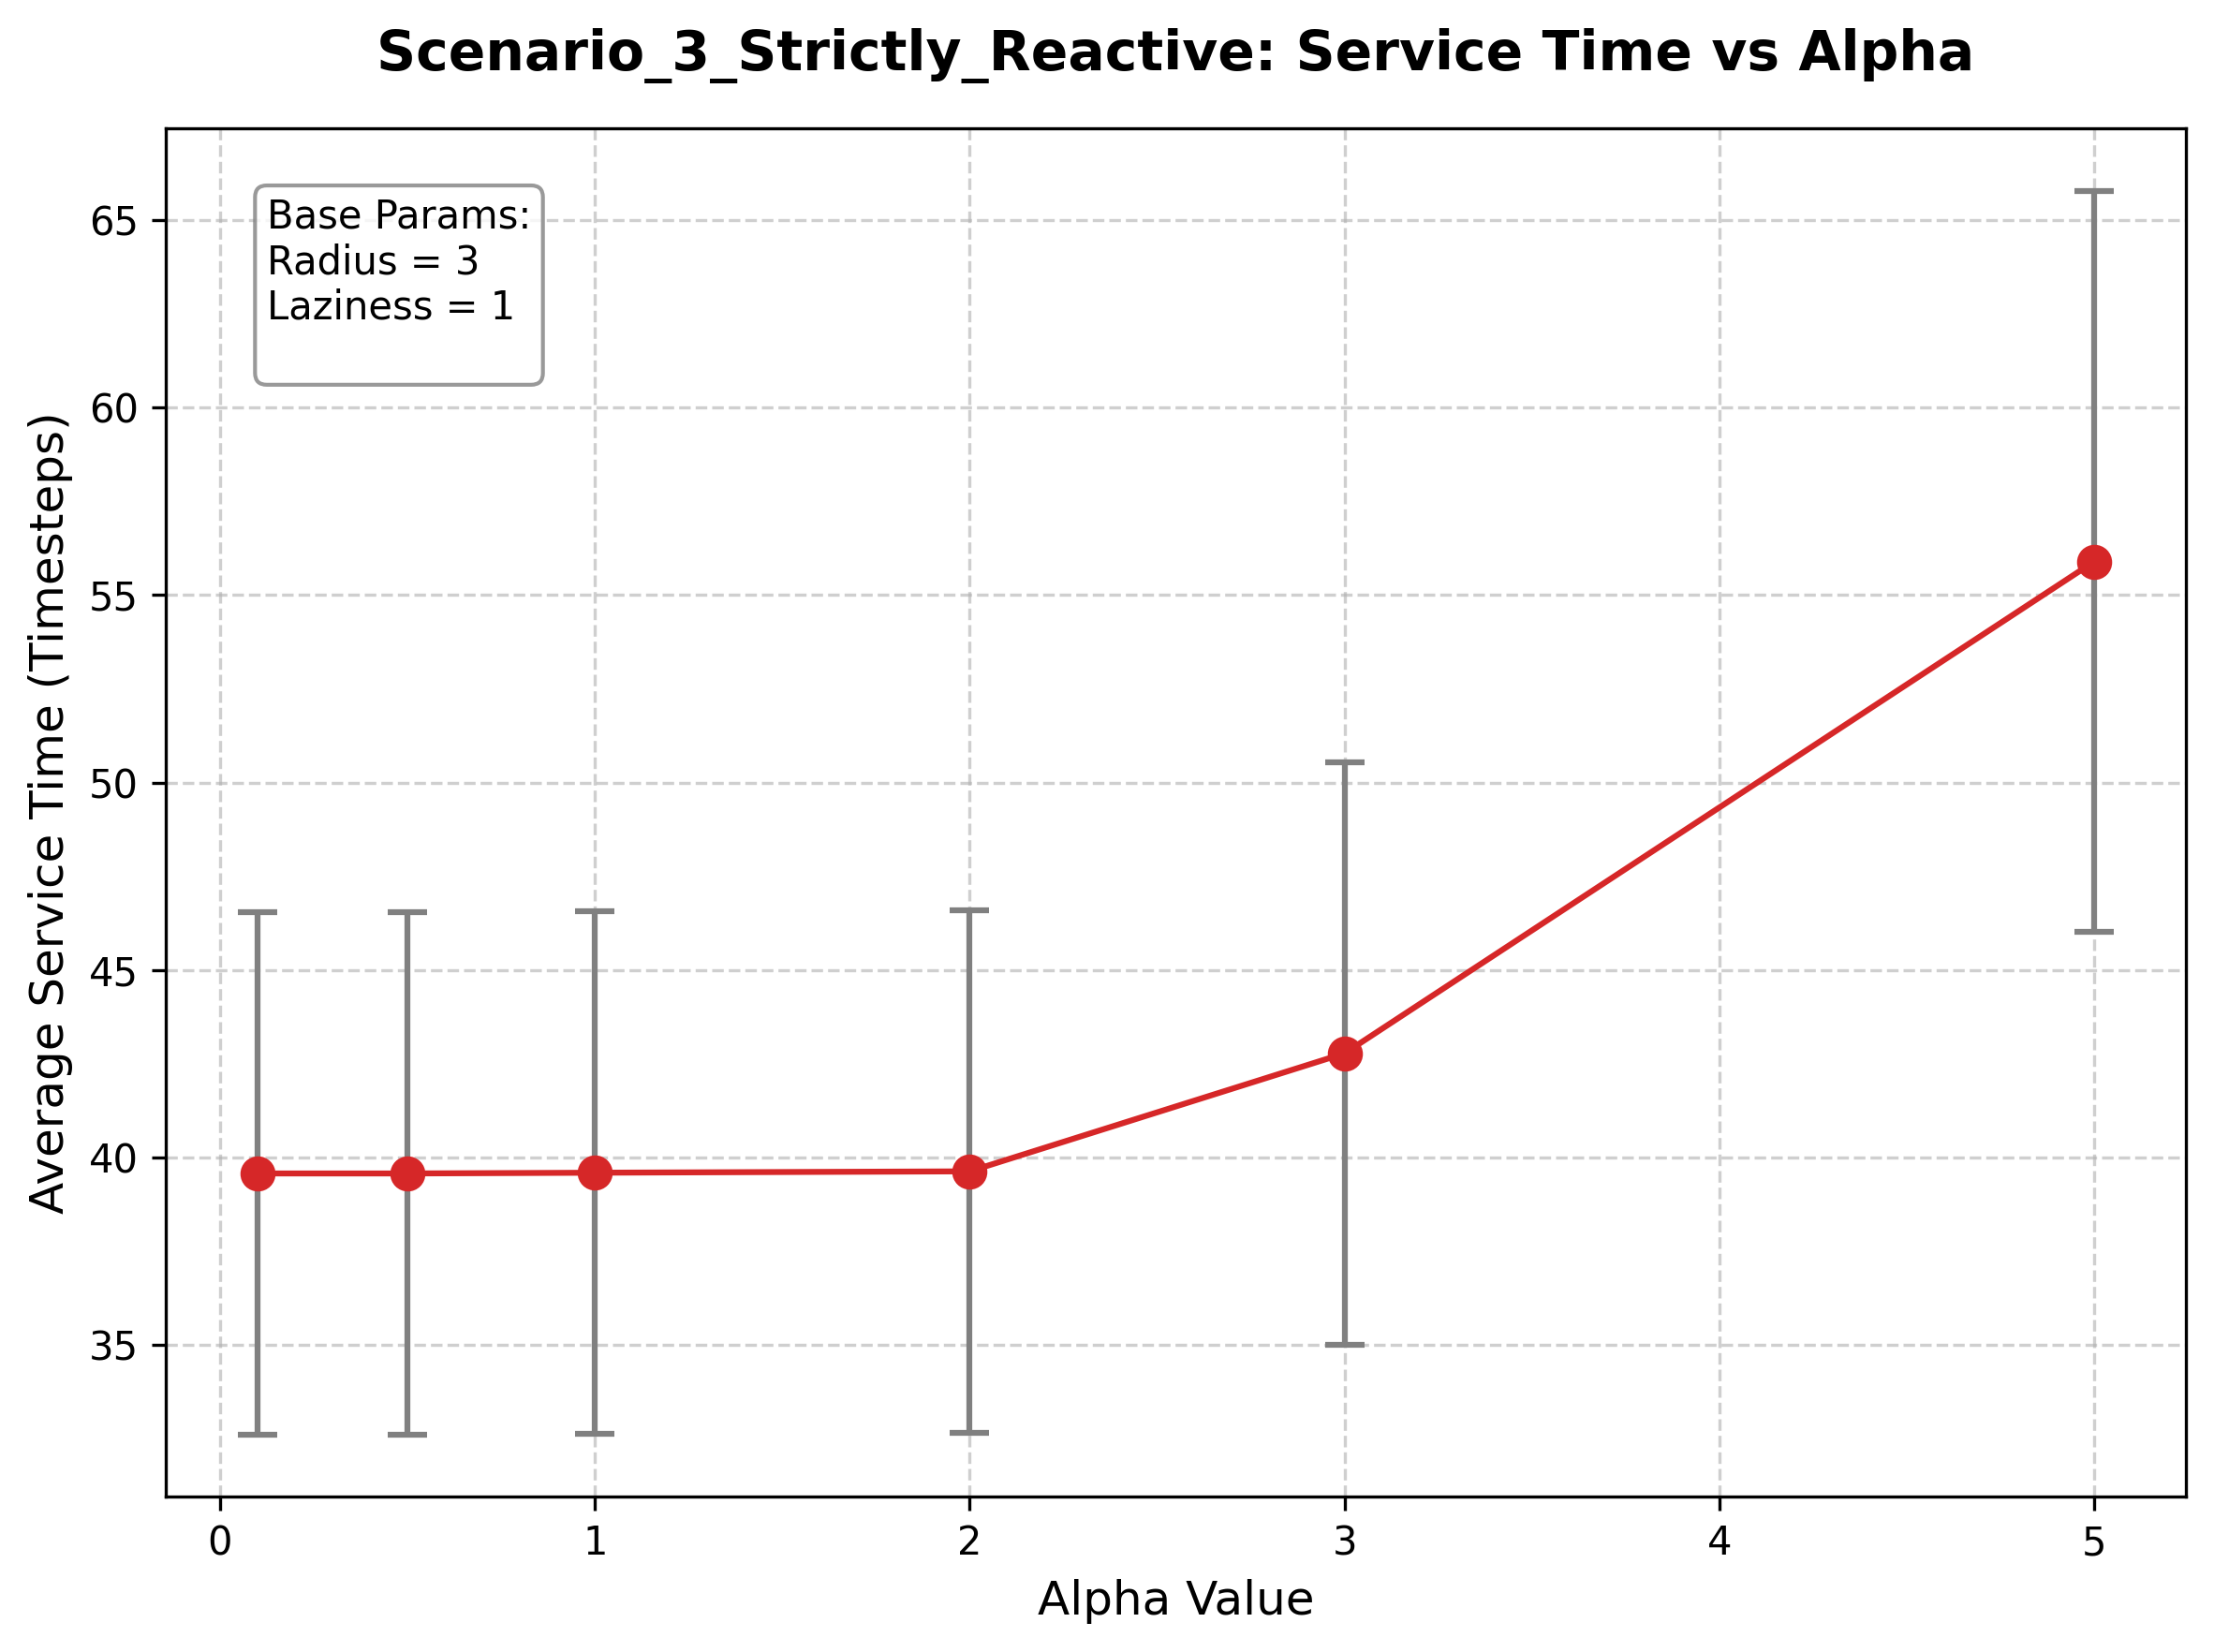 Scenario_3_Strictly_Reactive: Service Time vs Alpha
Base Params:
Radius = 3
Laziness = 1
Average Service Time (Timesteps)
65
60
55
50
45
40
35
0 1 2 3 4 5
Alpha Value